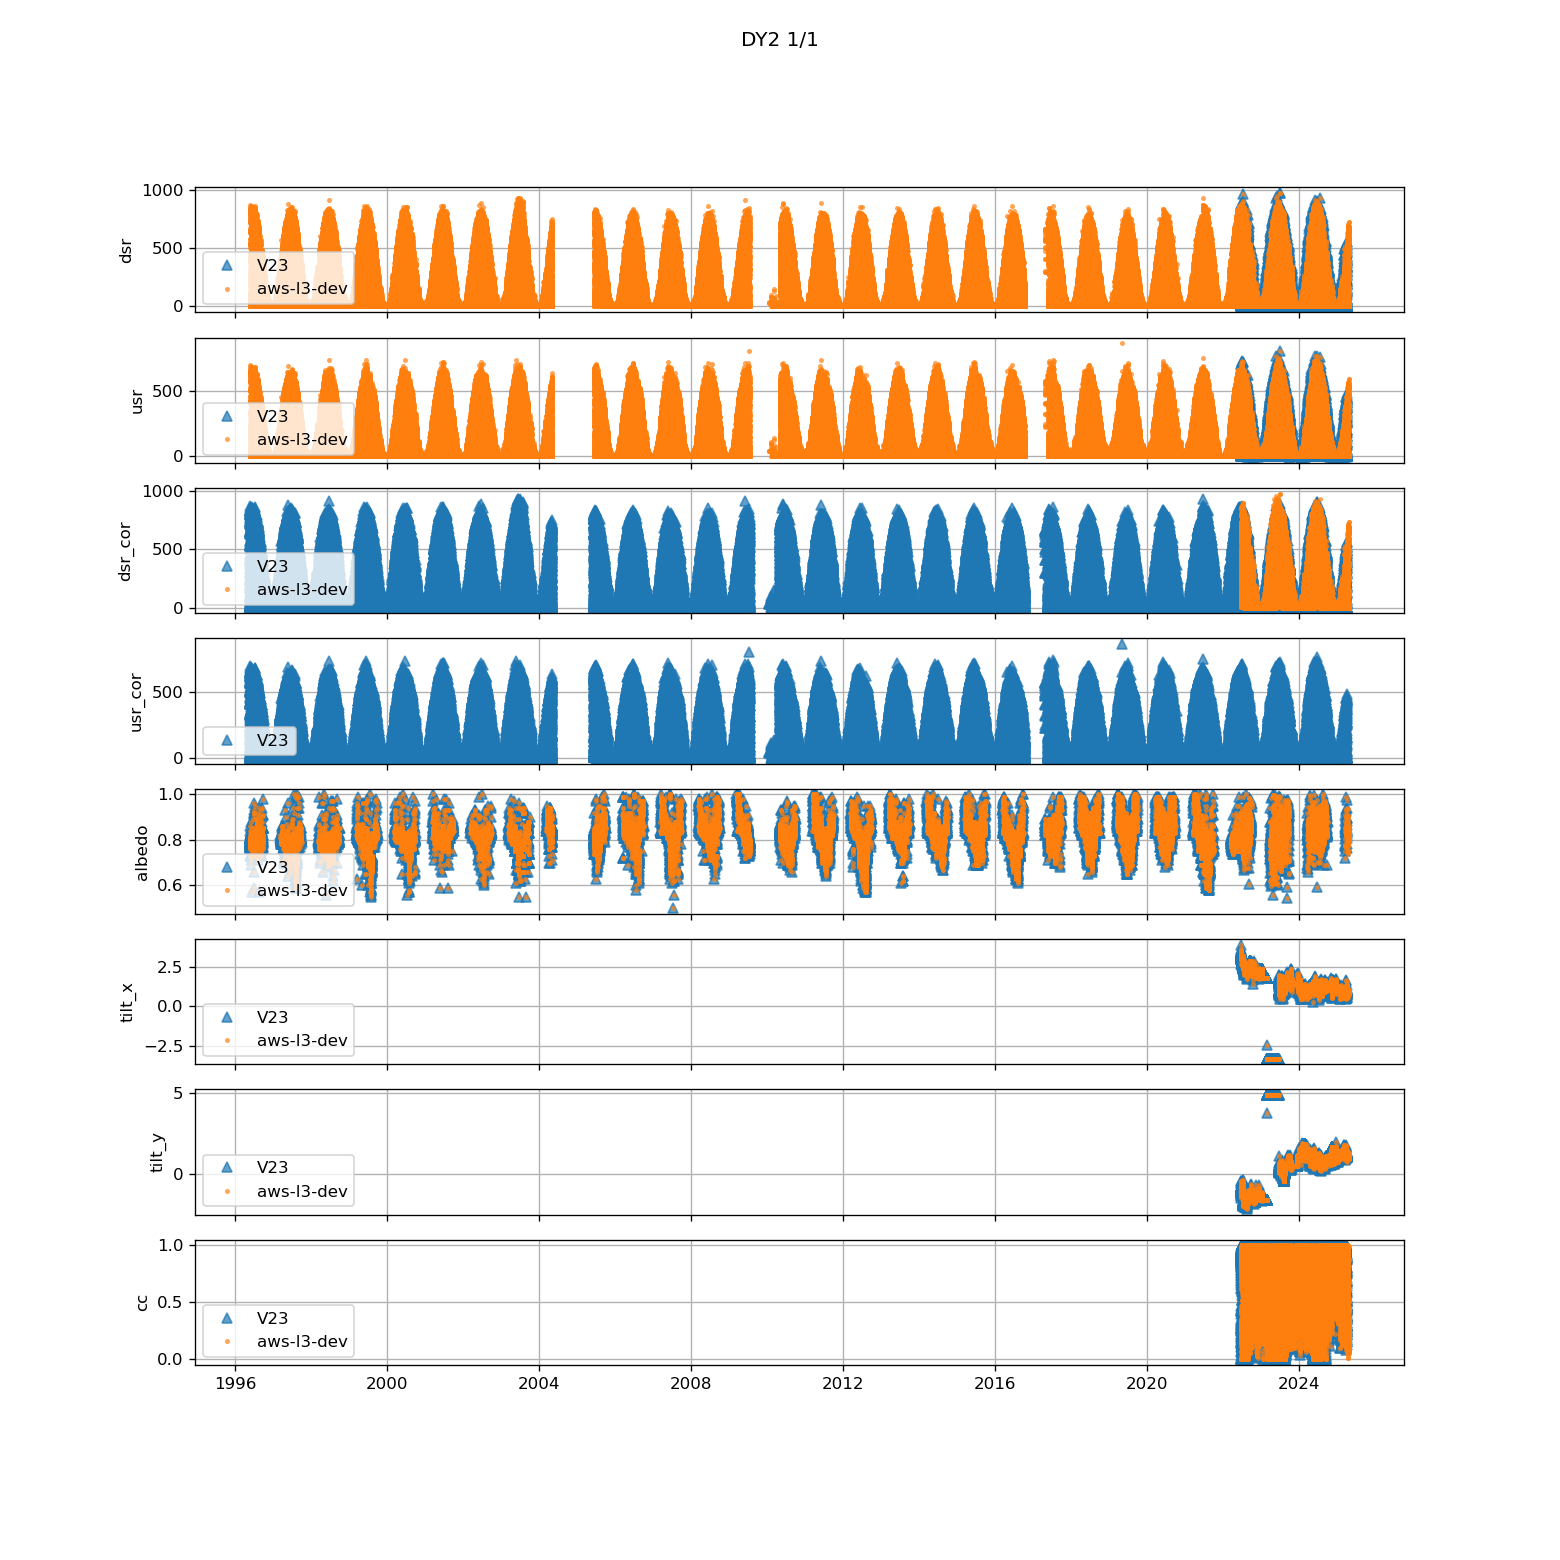 DY2 1/1
1000
500
0
dsr
V23
aws-l3-dev
500
0
usr
V23
aws-l3-dev
1000
500
0
dsr_cor
V23
aws-l3-dev
500
0
usr_cor
V23
1.0
0.8
0.6
albedo
V23
aws-l3-dev
2.5
0.0
−2.5
tilt_x
V23
aws-l3-dev
5
0
tilt_y
V23
aws-l3-dev
1.0
0.5
0.0
cc
V23
aws-l3-dev
1996 2000 2004 2008 2012 2016 2020 2024